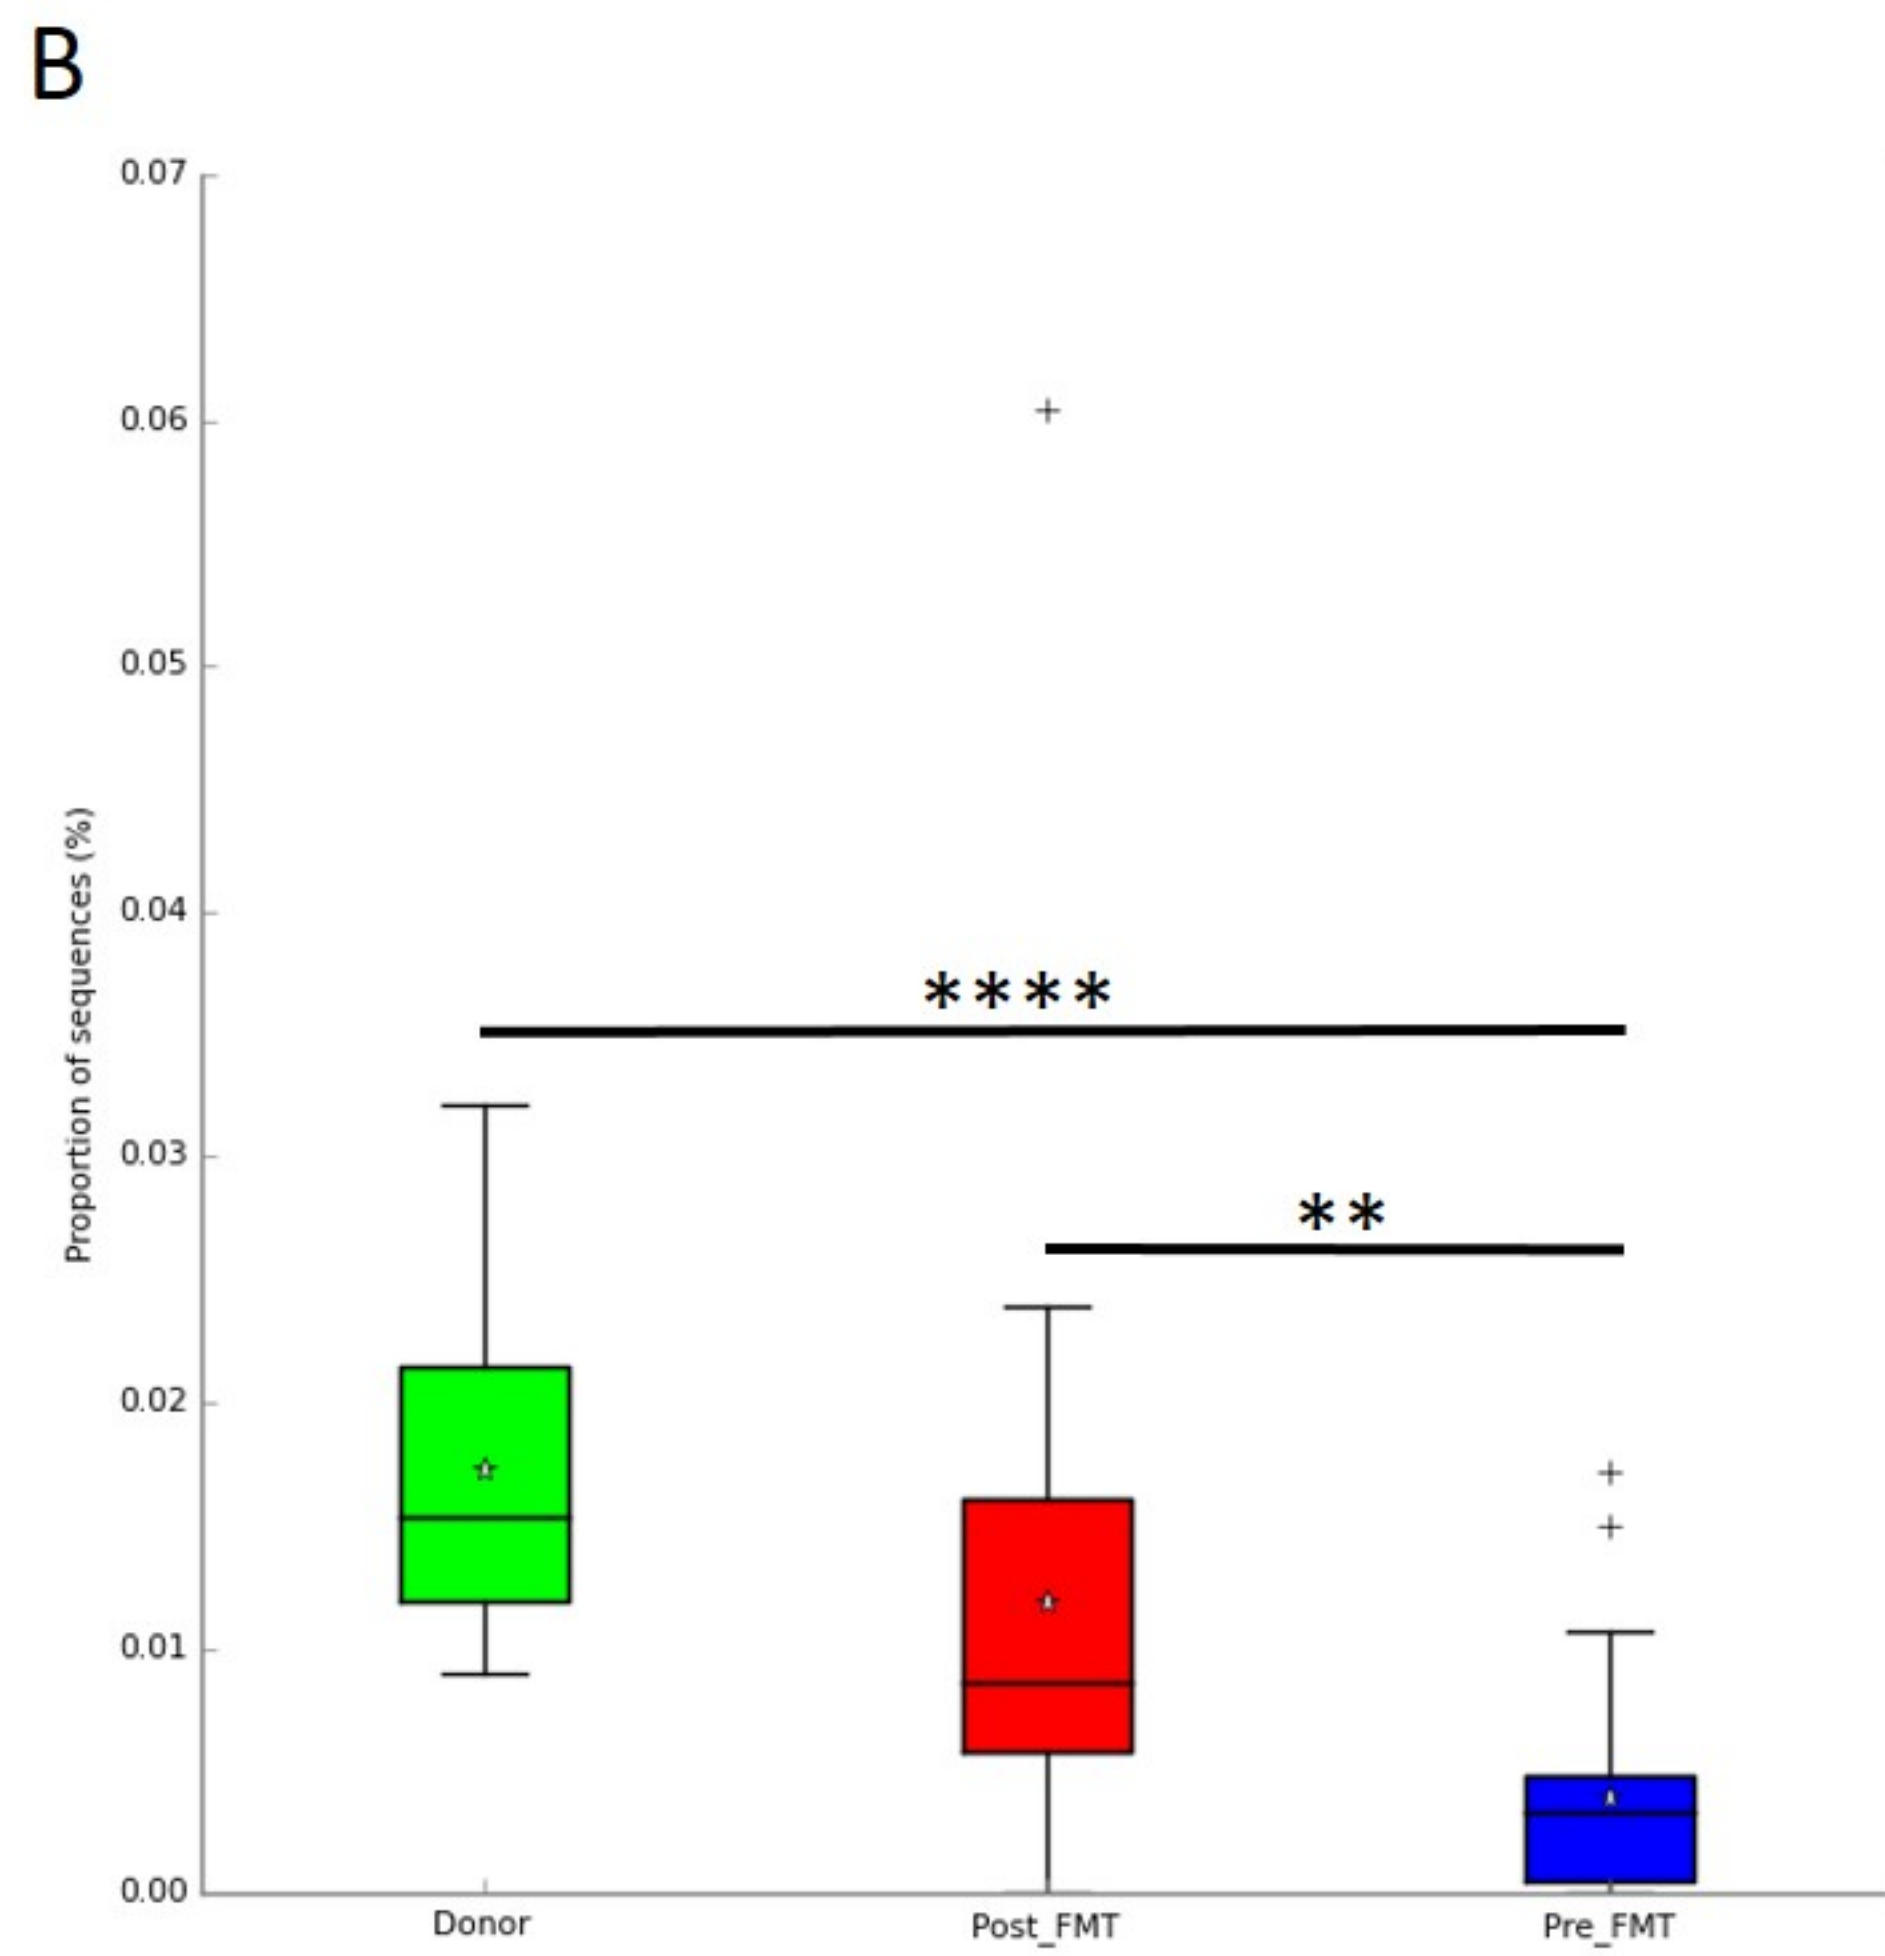 B
0.07
0.06
0.05
0.04
0.03
0.02
0.01
0.00
Proportion of sequences (%)
****
**
Donor
Post_FMT
Pre_FMT